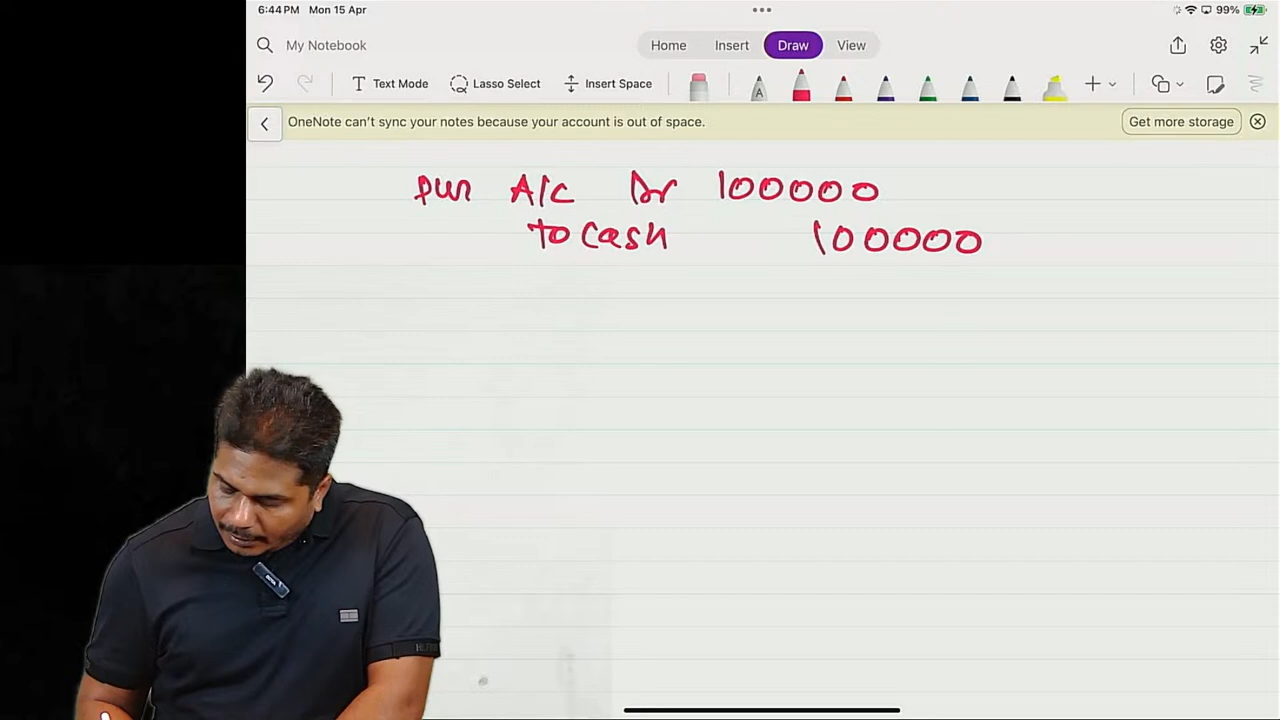 6:44 PM Mon 15 Apr
99%
My Notebook
Home Insert Draw View
Text Mode Lasso Select Insert Space
A
OneNote can't sync your notes because your account is out of space.
Get more storage
pur A/C Dr 100000
to cash 100000